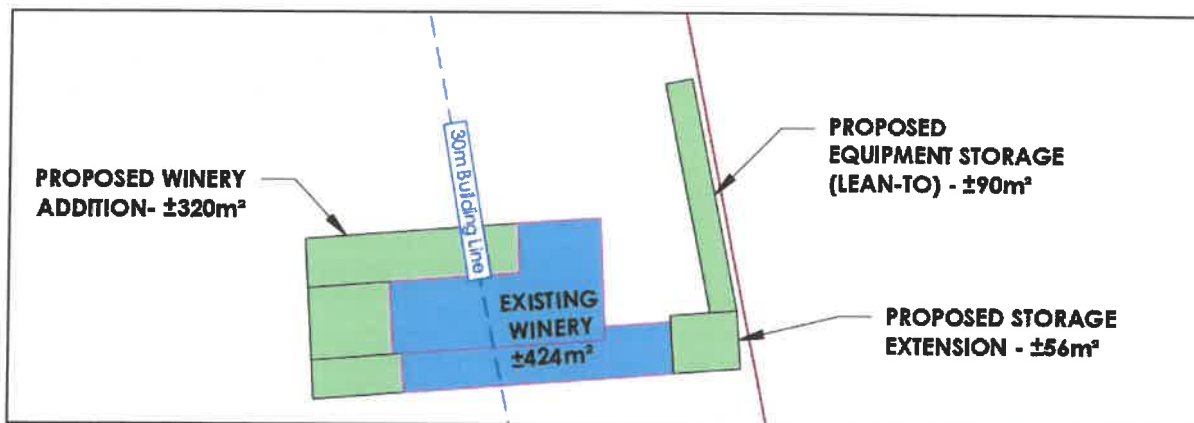 PROPOSED WINERY
ADDITION- ±320m²
30m Building Line
EXISTING
WINERY
±424m²
PROPOSED
EQUIPMENT STORAGE
(LEAN-TO) - ±90m²
PROPOSED STORAGE
EXTENSION - ±56m²